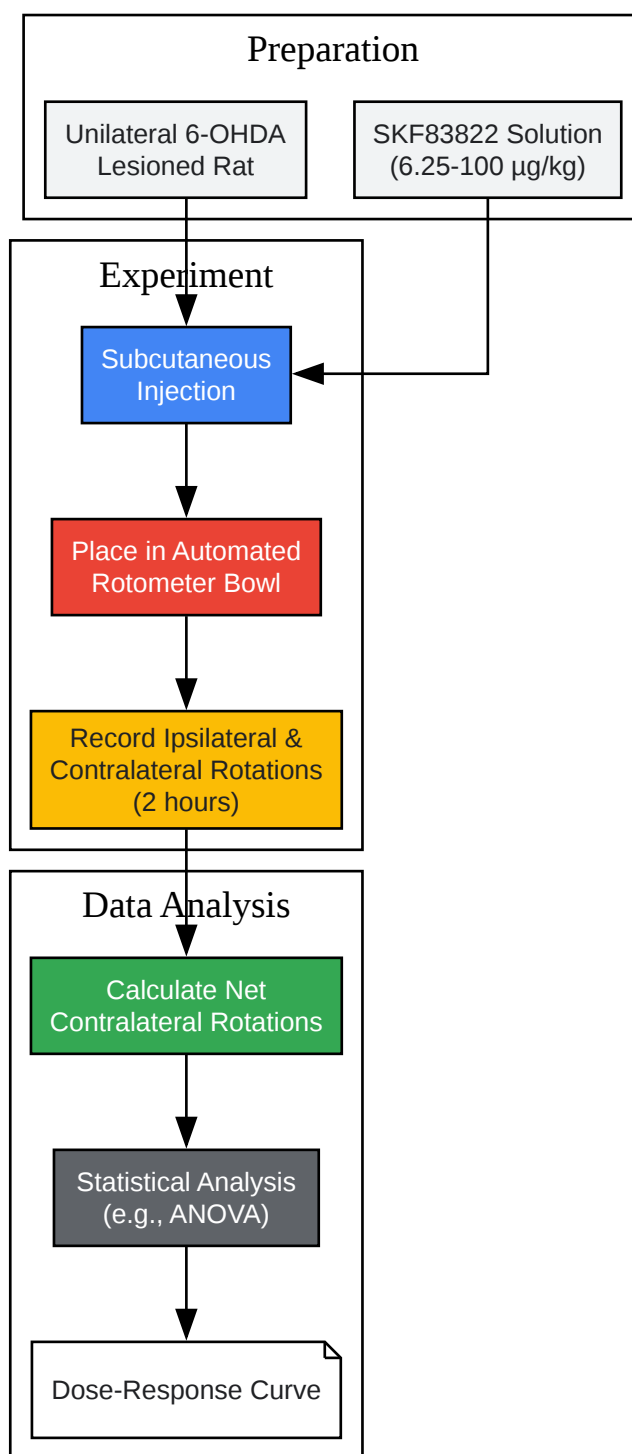 Preparation
Unilateral 6-OHDA
Lesioned Rat
SKF83822 Solution
(6.25-100 µg/kg)
Experiment
Subcutaneous
Injection
Place in Automated
Rotometer Bowl
Record Ipsilateral &
Contralateral Rotations
(2 hours)
Data Analysis
Calculate Net
Contralateral Rotations
Statistical Analysis
(e.g., ANOVA)
Dose-Response Curve